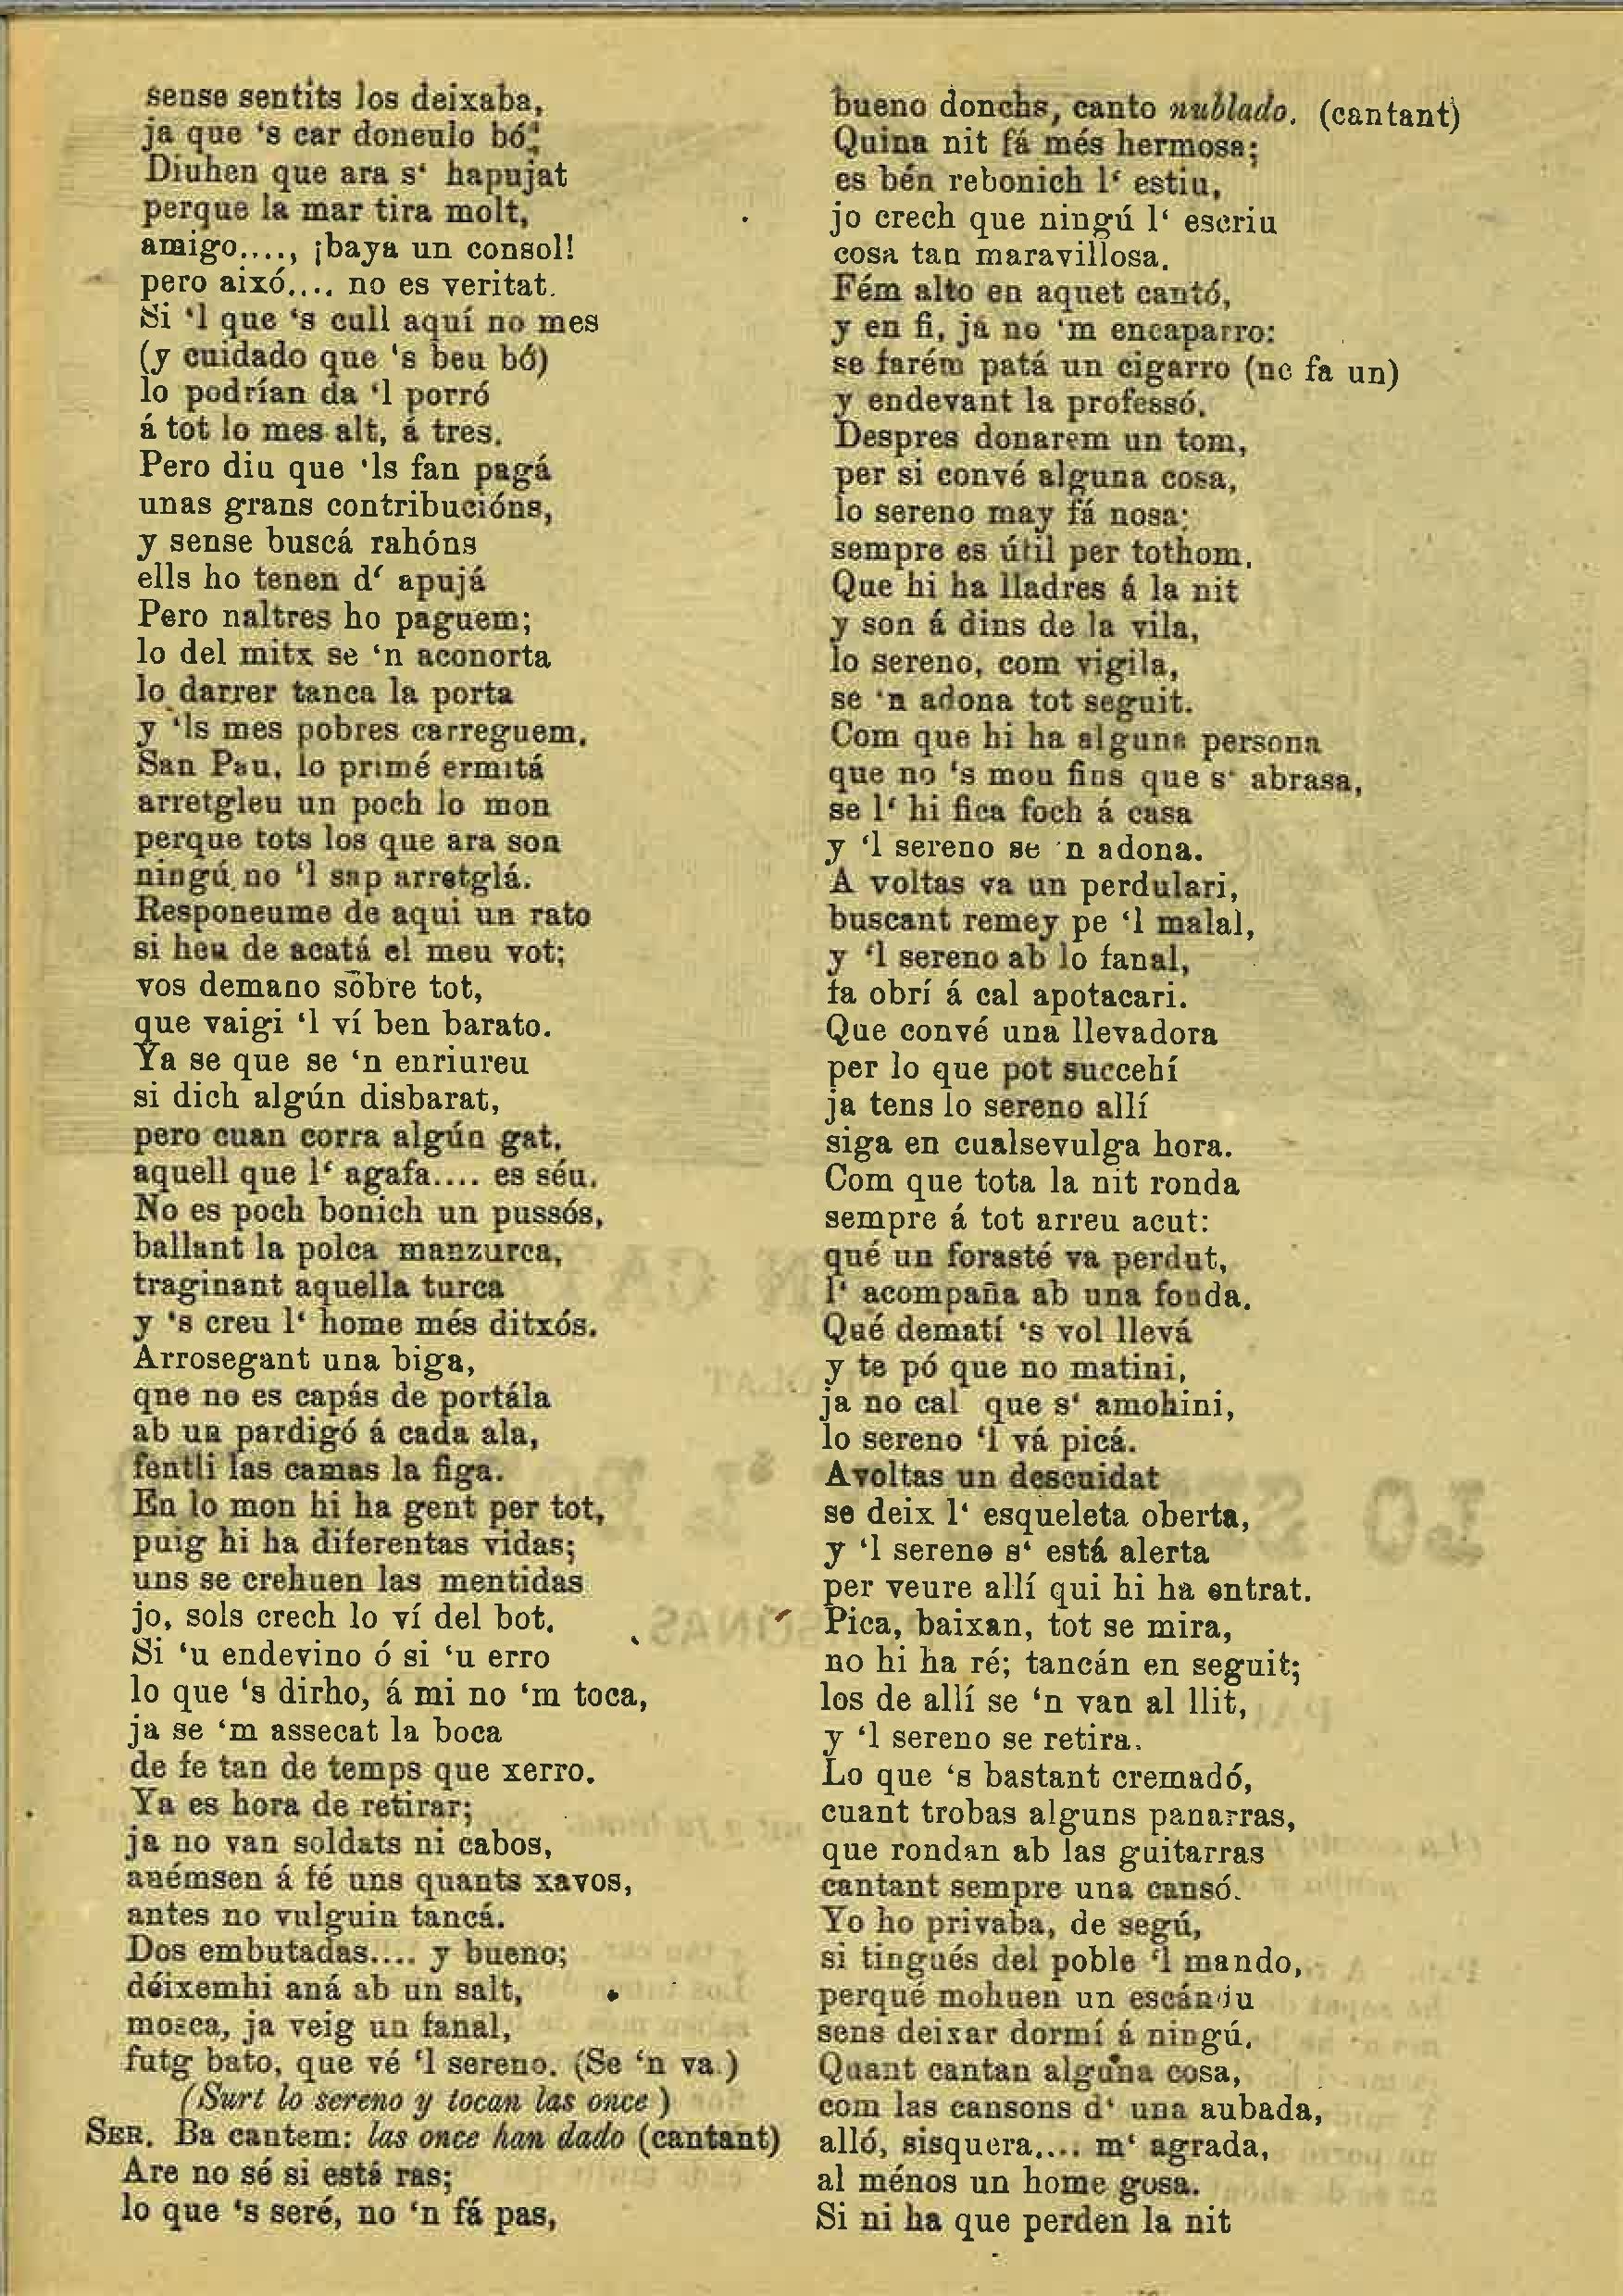 sense sentits los deixaba,
ja que ‘s car doneulo bó;
Diuhen que ara s‘ hapujat
perque la mar tira molt,
amigo...., ¡baya un consol!
pero aixó.... no es veritat.
Si ‘l que ‘s cull aquí no mes
(y cuidado que ‘s beu bó)
lo podrían da ‘l porró
á tot lo mes alt, á tres.
Pero diu que ‘ls fan pagá
unas grans contribucións,
y sense buscá rahóns
ells ho tenen d‘ apujá
Pero naltres ho paguem;
lo del mitx se ‘n aconorta
lo darrer tanca la porta
y ‘ls mes pobres carreguem.
San Pau, lo primé ermitá
arretgleu un poch lo mon
perque tots los que ara son
ningú no ‘l sap arretglá.
Responeume de aqui un rato
si heu de acatá el meu vot;
vos demano sobre tot,
que vaigi ‘l ví ben barato.
Ya se que se ‘n enriureu
si dich algún disbarat,
pero cuan corra algún gat,
aquell que l‘ agafa.... es séu.
No es poch bonich un pussós,
ballant la polca manzurca,
traginant aquella turca
y ‘s creu l‘ home més ditxós.
Arrosegant una biga,
qne no es capás de portála
ab un pardigó á cada ala,
fentli las camas la figa.
En lo mon hi ha gent per tot,
puig hi ha diferentas vidas;
uns se crehuen las mentidas
jo, sols crech lo ví del bot.
Si ‘u endevino ó si ‘u erro
lo que ‘s dirho, á mi no ‘m toca,
ja se ‘m assecat la boca
de fe tan de temps que xerro.
Ya es hora de retirar;
ja no van soldats ni cabos,
anémsen á fé uns quants xavos,
antes no vulguin tancá.
Dos embutadas.... y bueno;
déixemhi aná ab un salt,
mosca, ja veig un fanal,
futg bato, que vé ‘l sereno. (Se ‘n va.)
(Surt lo sereno y tocan las once)
SER. Ba cantem: las once han dado (cantant)
Are no sé si está ras;
lo que ‘s seré, no ‘n fá pas,
bueno donchs, canto nublado. (cantant)
Quina nit fá més hermosa;
es bén rebonich l‘ estiu,
jo crech que ningú l‘ escriu
cosa tan maravillosa.
Fém alto en aquet cantó,
y en fi, ja no ‘m encaparro:
se farém patá un cigarro (ne fa un)
y endevant la professó.
Despres donarem un tom,
per si convé alguna cosa,
lo sereno may fá nosa;
sempre es útil per tothom.
Que hi ha lladres á la nit
y son á dins de la vila,
lo sereno, com vigila,
se ‘n adona tot seguit.
Com que hi ha alguna persona
que no ‘s mou fins que s‘ abrasa,
se l‘ hi fica foch á casa
y ‘l sereno se ‘n adona.
A voltas va un perdulari,
buscant remey pe ‘l malal,
y ‘l sereno ab lo fanal,
fa obrí á cal apotacari.
Que convé una llevadora
per lo que pot succehí
ja tens lo sereno allí
siga en cualsevulga hora.
Com que tota la nit ronda
sempre á tot arreu acut:
qué un forasté va perdut,
l‘ acompaña ab una fonda.
Qué dematí ‘s vol llevá
y te pó que no matini,
ja no cal que s‘ amohini,
lo sereno ‘l vá picá.
Avoltas un descuidat
se deix l‘ esqueleta oberta,
y ‘l sereno s‘ está alerta
per veure allí qui hi ha entrat.
Pica, baixan, tot se mira,
no hi ha ré; tancán en seguit;
los de allí se ‘n van al llit,
y ‘l sereno se retira.
Lo que ‘s bastant cremadó,
cuant trobas alguns panarras,
que rondan ab las guitarras
cantant sempre una cansó.
Yo ho privaba, de segú,
si tingués del poble ‘l mando,
perqué mohuen un escándu
sens deixar dormí á ningú.
Quant cantan alguna cosa,
com las cansons d‘ una aubada,
alló, sisquera.... m‘ agrada,
al ménos un home gosa.
Si ni ha que perden la nit